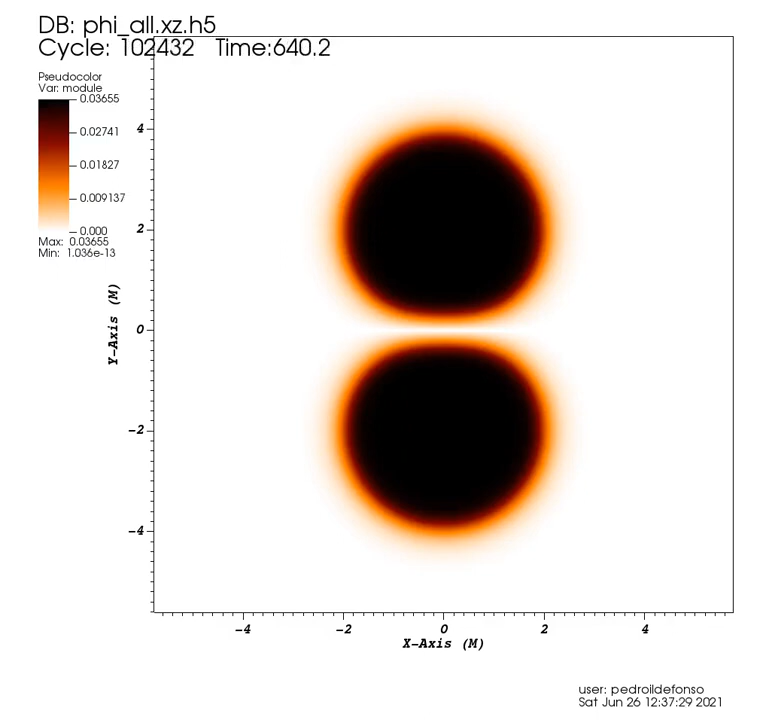 DB: phi_all.xz.h5
Cycle: 102432 Time:640.2
Pseudocolor
Var: module
0.03655
0.02741
0.01827
0.009137
0.000
Max: 0.03655
Min: 1.036e-13
4
2
0
-2
-4
Y-Axis (M)
-4 -2 0 2 4
X-Axis (M)
user: pedroildefonso
Sat Jun 26 12:37:29 2021